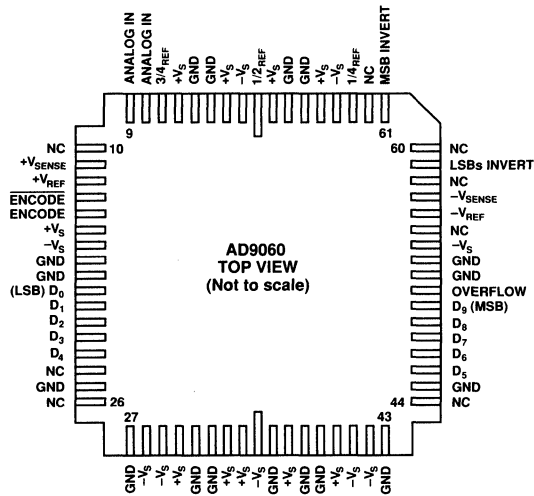 ANALOG IN
ANALOG IN
3/4REF
+VS
GND
GND
+VS
−VS
1/2REF
+VS
GND
GND
+VS
−VS
1/4REF
NC
MSB INVERT
9
61
NC
10
+VSENSE
+VREF
ENCODE
ENCODE
+VS
−VS
GND
GND
(LSB) D0
D1
D2
D3
D4
NC
GND
NC
26
AD9060
TOP VIEW
(Not to scale)
60
NC
LSBs INVERT
NC
−VSENSE
−VREF
NC
−VS
GND
GND
OVERFLOW
D9 (MSB)
D8
D7
D6
D5
GND
44
NC
27
43
GND
−VS
−VS
+VS
GND
GND
+VS
+VS
−VS
GND
+VS
GND
GND
+VS
−VS
−VS
GND